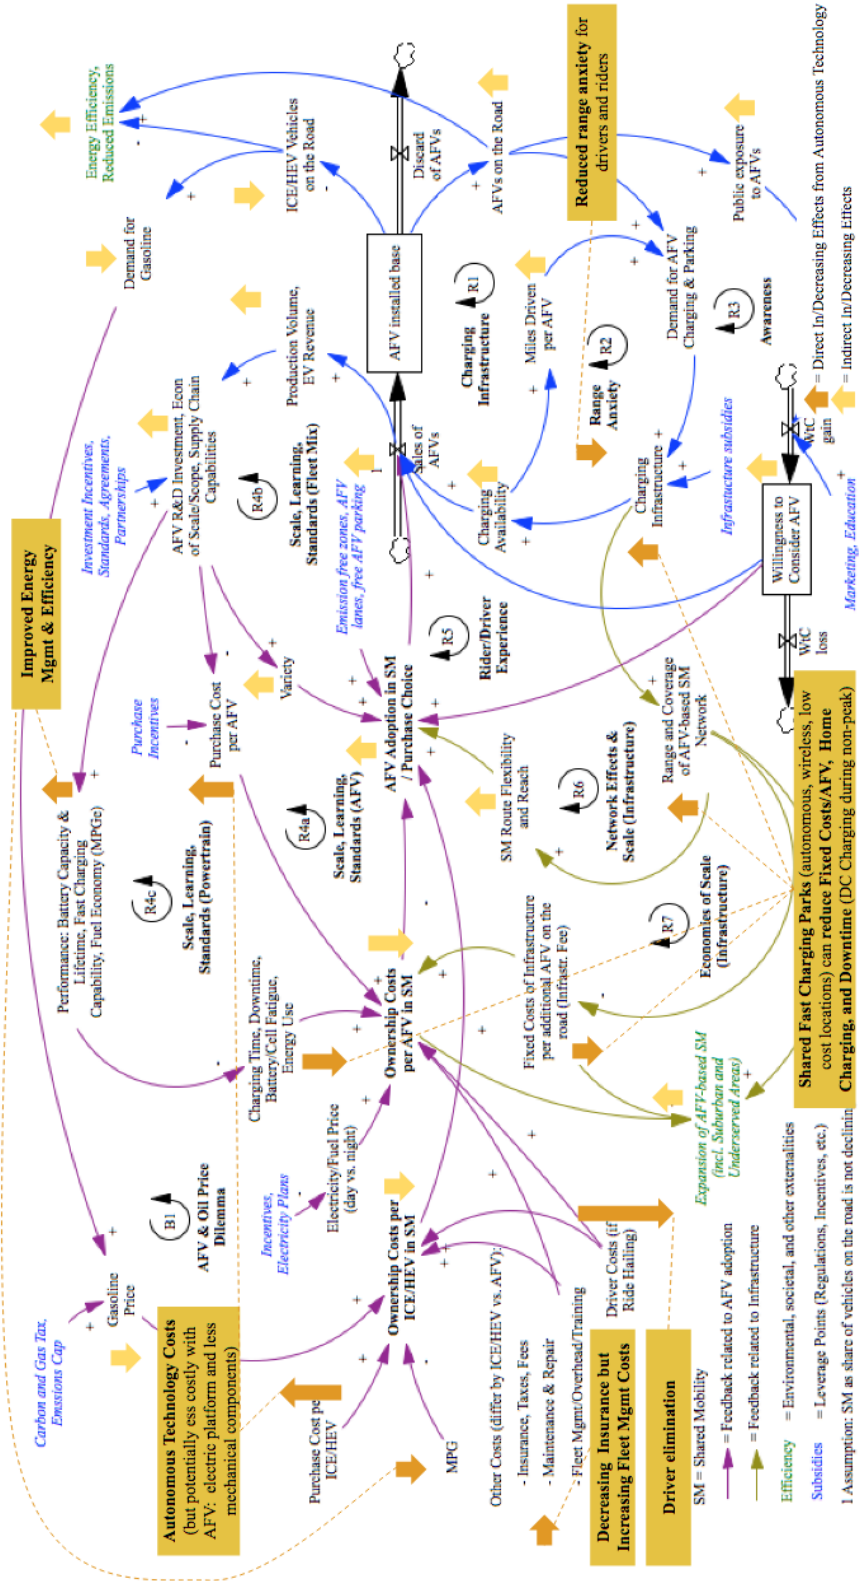 Carbon and Gas Tax,
Emssions Cap
+
Gasoline
Price
+
B1
AFV & Oil Price
Dilemma
Autonomous Technology Costs
(but potentially ess costly with
AFV: electric platform and less
mechanical components)
Purchase Cost pe
ICE/HEV
+
MPG
-
Ownership Costs per
ICE/HEV in SM
+
Incentives,
Electricity Plans
-
Electricity/Fuel Price
(day vs. night)
+
Other Costs (differ by ICE/HEV vs. AFV):
- Insurance, Taxes, Fees
- Maintenance & Repair
- Fleet Mgmt/Overhead/Training
Driver Costs (if
Ride Hailing)
Decreasing Insurance but
Increasing Fleet Mgmt Costs
Driver elimination
Improved Energy
Mgmt & Efficiency
Performance: Battery Capacity &
Lifetime, Fast Charging
Capability, Fuel Economy (MPGe)
+
R4c
Scale, Learning,
Standards (Powertrain)
-
Charging Time, Downtime,
Battery/Cell Fatigue,
Energy Use
+
Ownership Costs
per AFV in SM
+
-
Fixed Costs of Infrastructure
per additional AFV on the
road (Infrastr. Fee)
-
Expansion of AFV-based SM
(incl. Suburban and
Underserved Areas)
+
Purchase
Incentives
-
Purchase Cost
per AFV
-
R4a
Scale, Learning,
Standards (AFV)
Variety
+
AFV Adoption in SM
/ Purchase Choice
+
SM Route Flexibility
and Reach
+
R6
Network Effects &
Scale (Infrastructure)
R7
Economies of Scale
(Infrastructure)
R5
Rider/Driver
Experience
+
Range and Coverage
of AFV-based SM
Network
+
Shared Fast Charging Parks (autonomous, wireless, low
cost locations) can reduce Fixed Costs/AFV, Home
Charging, and Downtime (DC Charging during non-peak)
Investment Incentives,
Standards, Agreements,
Partnerships
+
AFV R&D Investment, Econ
of Scale/Scope, Supply Chain
Capabilities
+
R4b
Scale, Learning,
Standards (Fleet Mix)
Emission free zones, AFV
lanes, free AFV parking
+
Production Volume,
EV Revenue
+
Demand for
Gasoline
+
Energy Efficiency,
Reduced Emissions
-
+
ICE/HEV Vehicles
on the Road
-
Sales of
AFVs
1
AFV installed base
Discard
of AFVs
AFVs on the Road
+
R1
Charging
Infrastructure
Charging
Availability
+
Miles Driven
per AFV
+
R2
Range
Anxiety
Reduced range anxiety for
drivers and riders
Demand for AFV
Charging & Parking
+
R3
Awareness
Charging
Infrastructure
+
Infrastucture subsidies
+
Public exposure
to AFVs
+
WtC
gain
Willingness to
Consider AFV
WtC
loss
Marketing, Education
+
= Direct In/Decreasing Effects from Autonomous Technology
= Indirect In/Decreasing Effects
SM = Shared Mobility
= Feedback related to AFV adoption
= Feedback related to Infrastructure
Efficiency = Environmental, societal, and other externalities
Subsidies = Leverage Points (Regulations, Incentives, etc.)
1 Assumption: SM as share of vehicles on the road is not declinin